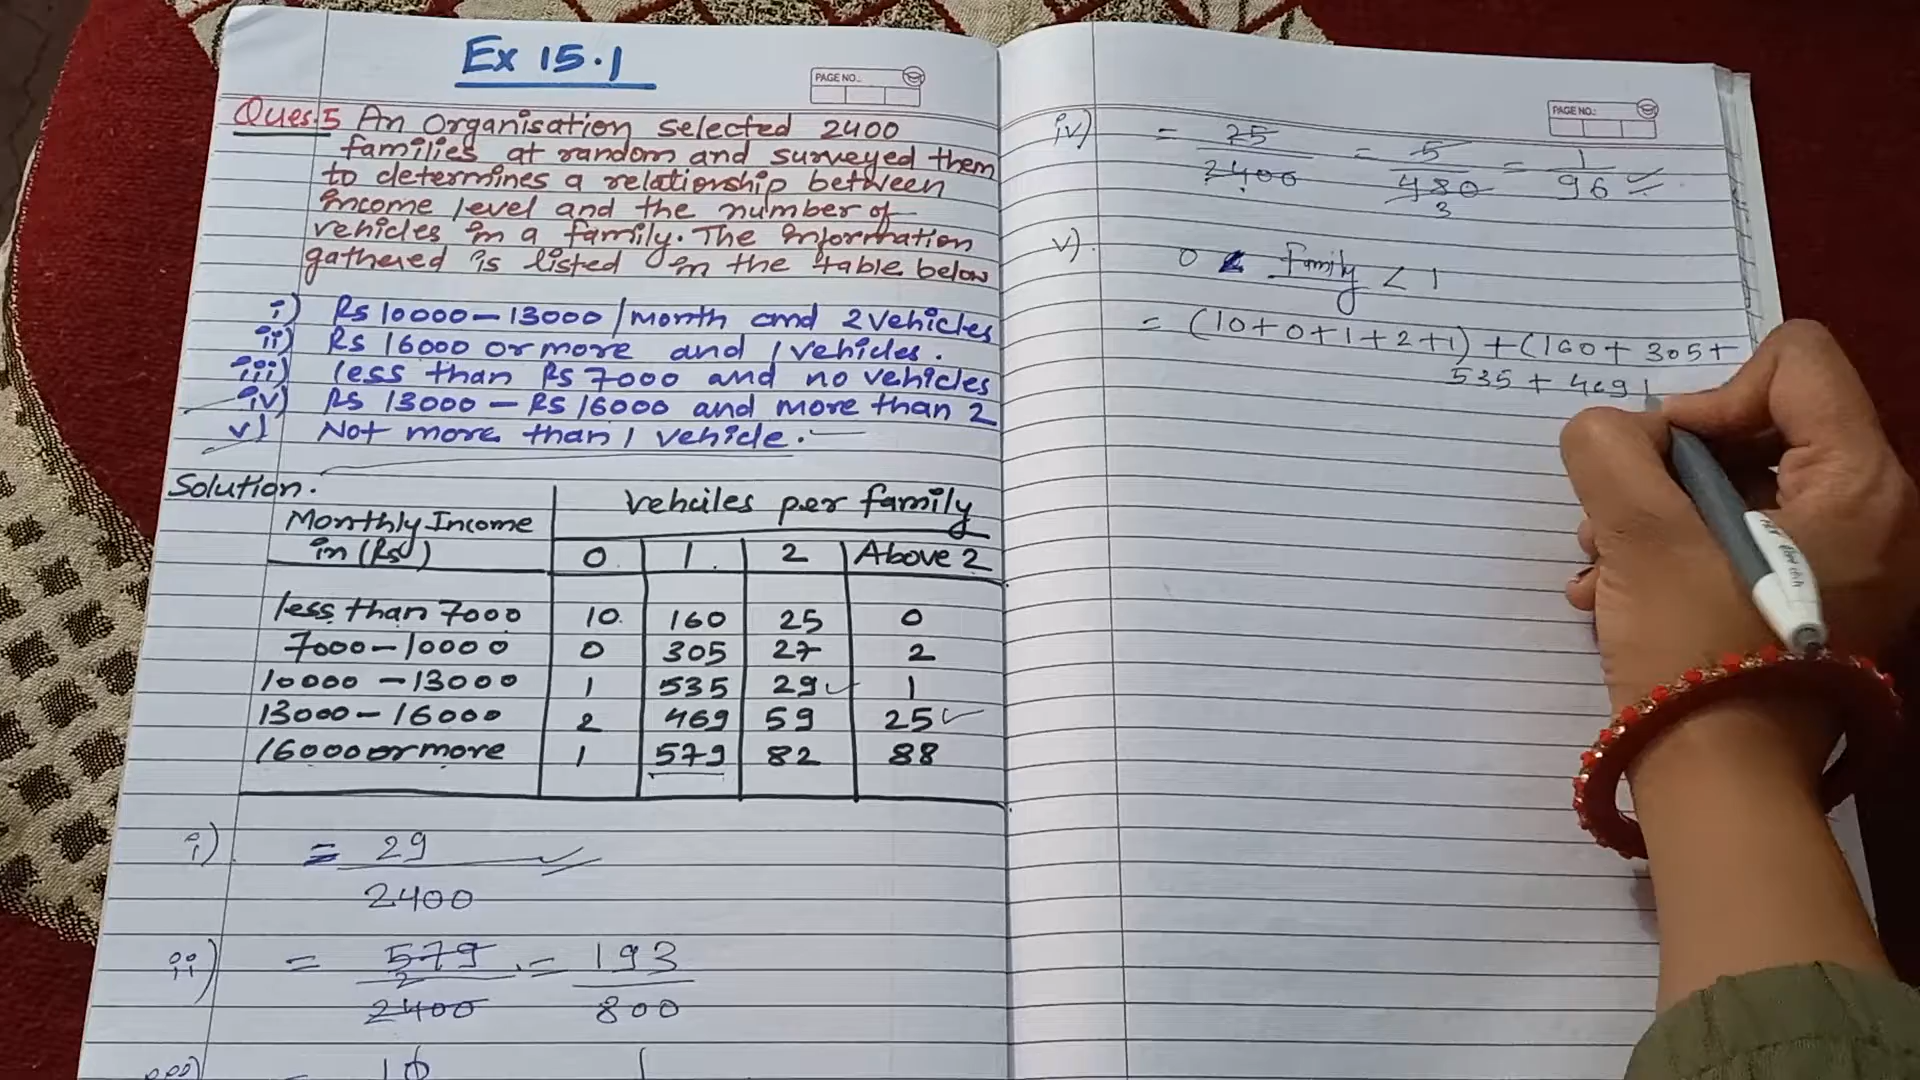 Ex 15.1
PAGE NO.
Ques.5 An Organisation selected 2400
families at random and surveyed them
to determines a relationship between
income level and the number of
vehicles in a family. The information
gathered is listed in the table below
i) Rs 10000-13000/month and 2 vehicles
ii) Rs 16000 or more and 1 vehicles.
iii) less than Rs 7000 and no vehicles
iv) Rs 13000-Rs 16000 and more than 2
v) Not more than 1 vehicle.
Solution.
Monthly Income in (Rs) Vehciles per family
0 1 2 Above 2
less than 7000 10 160 25 0
7000-10000 0 305 27 2
10000-13000 1 535 29 1
13000-16000 2 469 59 25
16000 or more 1 579 82 88
i) = 29
2400
ii) = 579 = 193
2400 800
iii) = 10 1
PAGE NO.:
iv) = 25 = 5 = 1
2400 480 96
v). 0 Family < 1
= (10+0+1+2+1) + (160 + 305 +
535 + 469